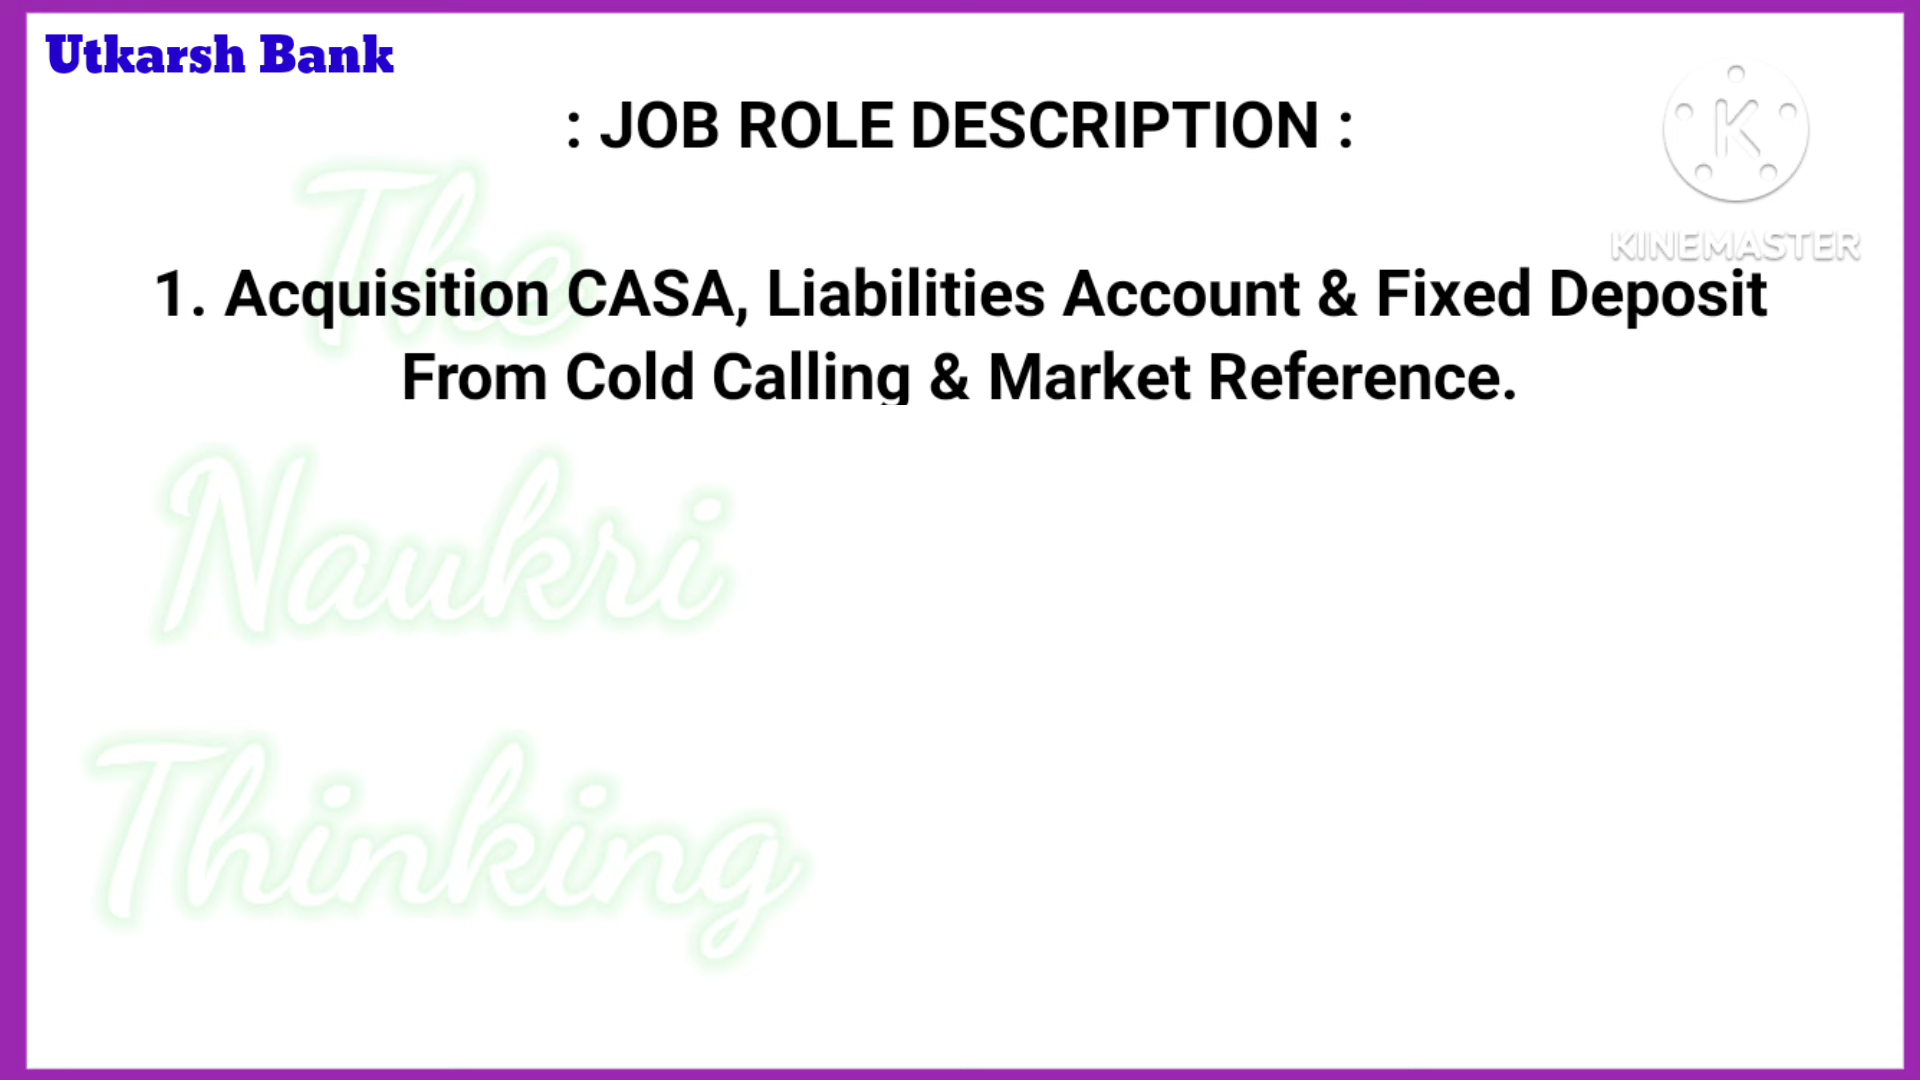 Utkarsh Bank
: JOB ROLE DESCRIPTION :
K
KINEMASTER
The
1. Acquisition CASA, Liabilities Account & Fixed Deposit
From Cold Calling & Market Reference.
Naukri
Thinking